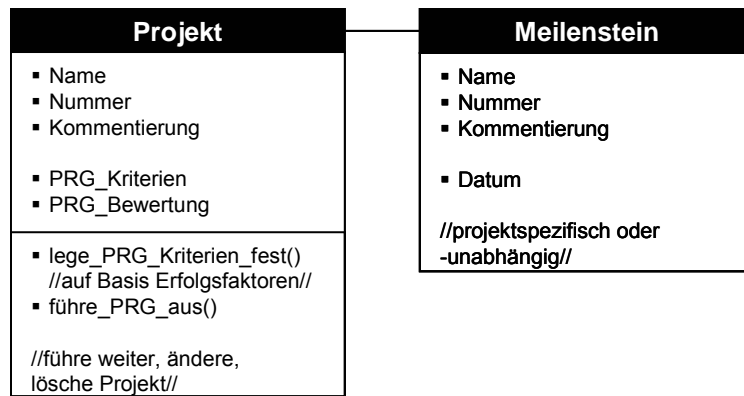 Projekt
▪ Name
▪ Nummer
▪ Kommentierung
▪ PRG_Kriterien
▪ PRG_Bewertung
▪ lege_PRG_Kriterien_fest()
//auf Basis Erfolgsfaktoren//
▪ führe_PRG_aus()
//führe weiter, ändere,
lösche Projekt//
Meilenstein
▪ Name
▪ Nummer
▪ Kommentierung
▪ Datum
//projektspezifisch oder
-unabhängig//